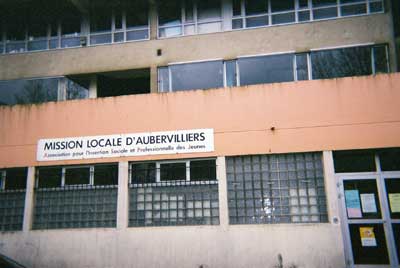 MISSION LOCALE D'AUBERVILLIERS
Association pour l'Insertion Sociale et Professionnelle des Jeunes